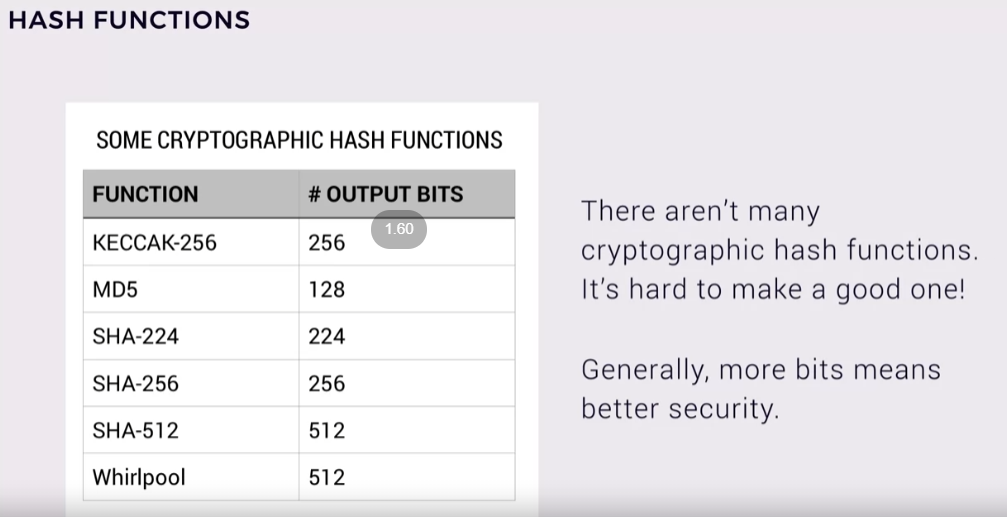 HASH FUNCTIONS
SOME CRYPTOGRAPHIC HASH FUNCTIONS
FUNCTION # OUTPUT BITS
1.60
KECCAK-256 256
MD5 128
SHA-224 224
SHA-256 256
SHA-512 512
Whirlpool 512
There aren't many
cryptographic hash functions.
It's hard to make a good one!
Generally, more bits means
better security.